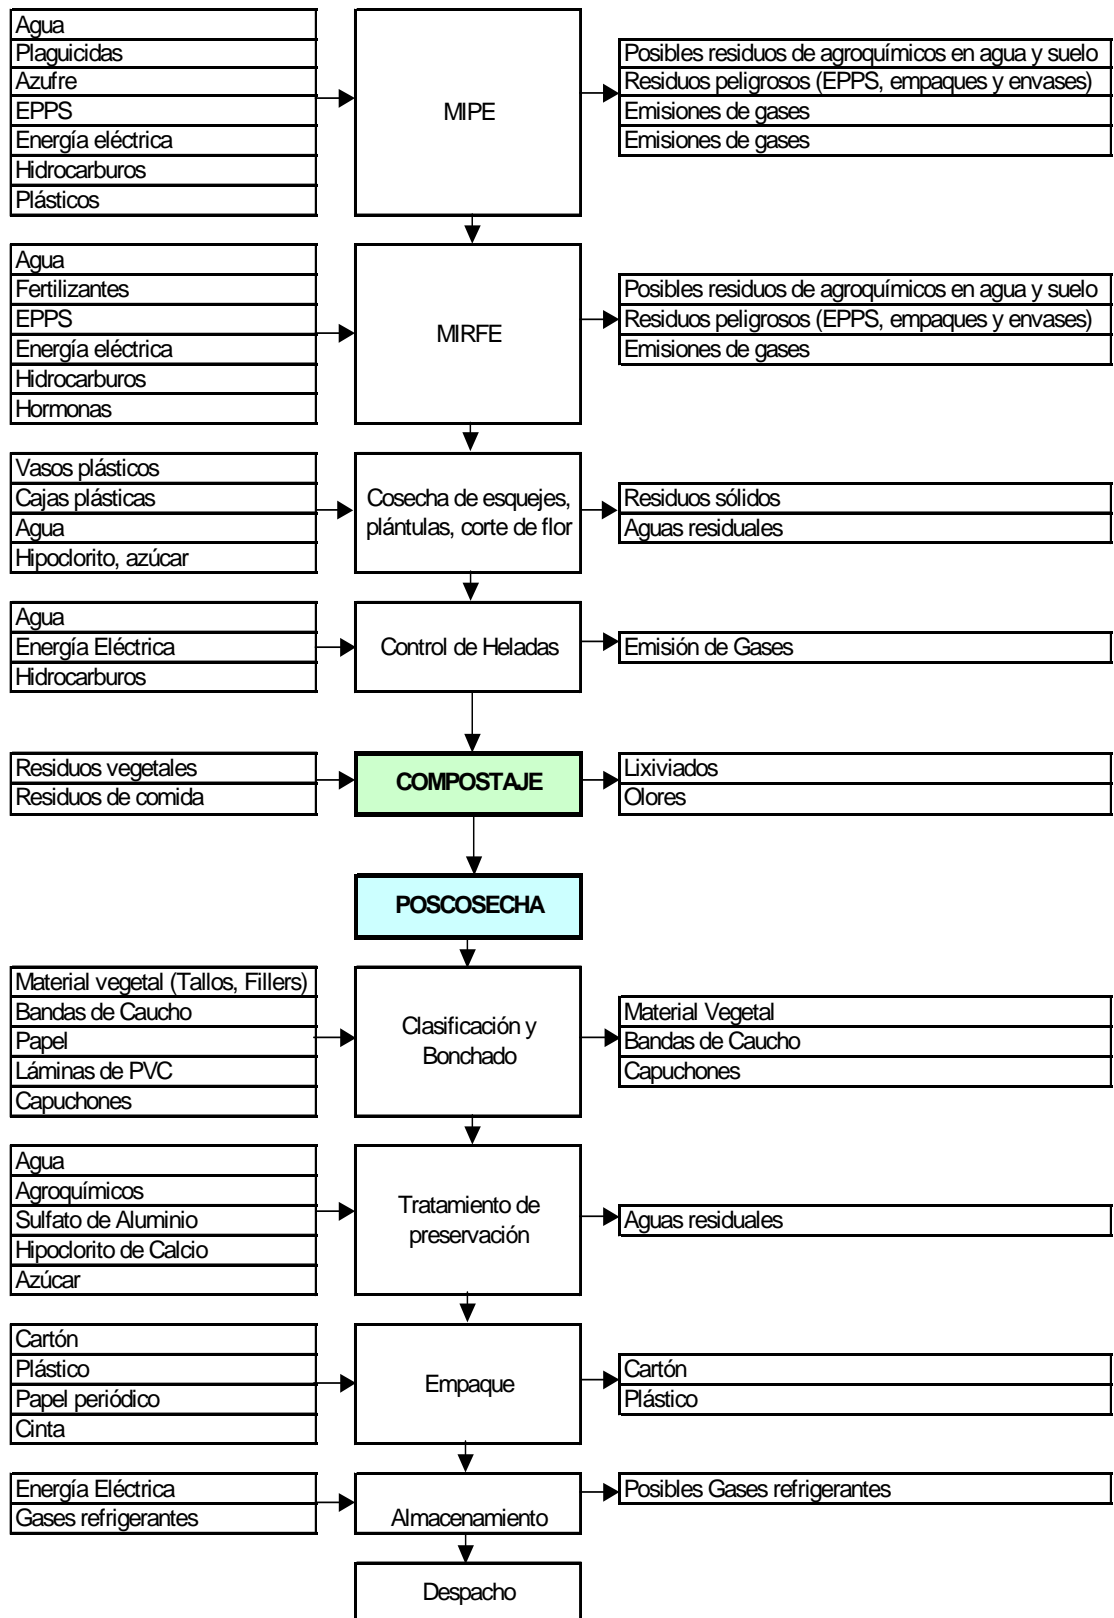 Agua
Plaguicidas
Azufre
EPPS
Energía eléctrica
Hidrocarburos
Plásticos
MIPE
Posibles residuos de agroquímicos en agua y suelo
Residuos peligrosos (EPPS, empaques y envases)
Emisiones de gases
Emisiones de gases
Agua
Fertilizantes
EPPS
Energía eléctrica
Hidrocarburos
Hormonas
MIRFE
Posibles residuos de agroquímicos en agua y suelo
Residuos peligrosos (EPPS, empaques y envases)
Emisiones de gases
Vasos plásticos
Cajas plásticas
Agua
Hipoclorito, azúcar
Cosecha de esquejes,
plántulas, corte de flor
Residuos sólidos
Aguas residuales
Agua
Energía Eléctrica
Hidrocarburos
Control de Heladas
Emisión de Gases
Residuos vegetales
Residuos de comida
COMPOSTAJE
Lixiviados
Olores
POSCOSECHA
Material vegetal (Tallos, Fillers)
Bandas de Caucho
Papel
Láminas de PVC
Capuchones
Clasificación y
Bonchado
Material Vegetal
Bandas de Caucho
Capuchones
Agua
Agroquímicos
Sulfato de Aluminio
Hipoclorito de Calcio
Azúcar
Tratamiento de
preservación
Aguas residuales
Cartón
Plástico
Papel periódico
Cinta
Empaque
Cartón
Plástico
Energía Eléctrica
Gases refrigerantes
Almacenamiento
Posibles Gases refrigerantes
Despacho